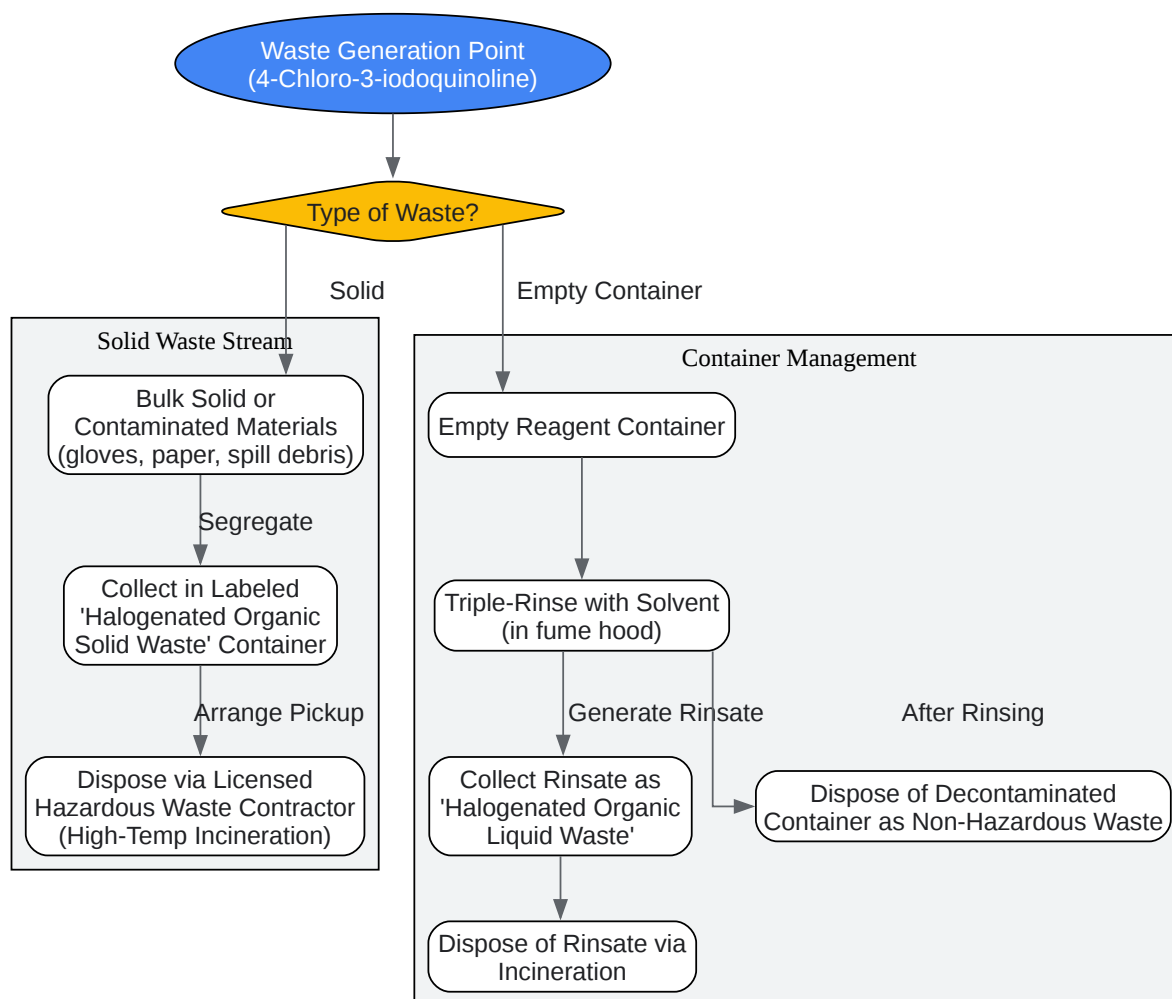 Waste Generation Point
(4-Chloro-3-iodoquinoline)
Type of Waste?
Solid
Empty Container
Solid Waste Stream
Bulk Solid or
Contaminated Materials
(gloves, paper, spill debris)
Segregate
Collect in Labeled
'Halogenated Organic
Solid Waste' Container
Arrange Pickup
Dispose via Licensed
Hazardous Waste Contractor
(High-Temp Incineration)
Container Management
Empty Reagent Container
Triple-Rinse with Solvent
(in fume hood)
Generate Rinsate
After Rinsing
Collect Rinsate as
'Halogenated Organic
Liquid Waste'
Dispose of Decontaminated
Container as Non-Hazardous Waste
Dispose of Rinsate via
Incineration